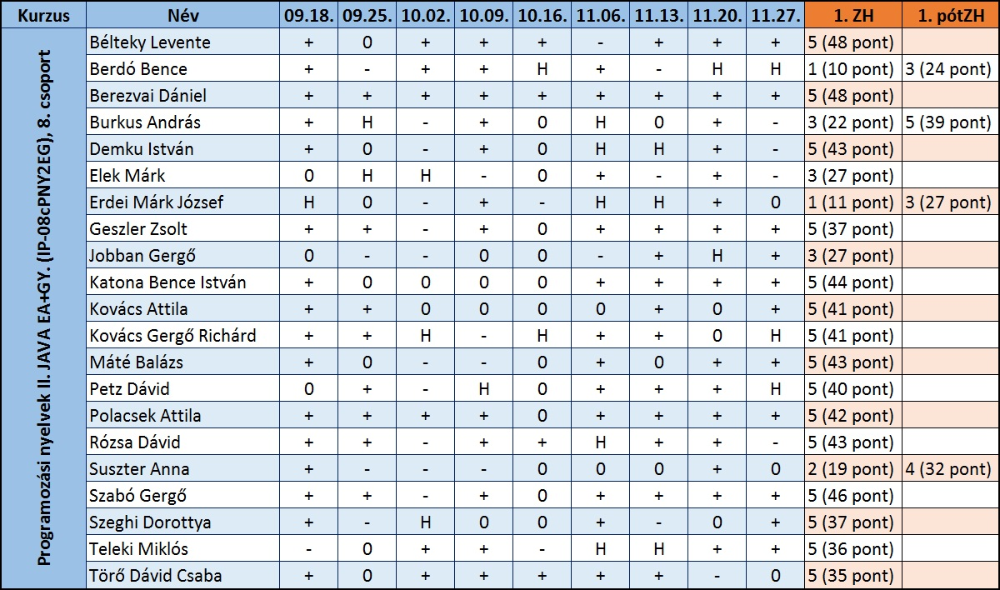 Kurzus Név 09.18. 09.25. 10.02. 10.09. 10.16. 11.06. 11.13. 11.20. 11.27. 1. ZH 1. pótZH
Programozási nyelvek II. JAVA EA+GY. (IP-08cPNY2EG), 8. csoport
Bélteky Levente + 0 + + + - + + + 5 (48 pont)
Berdó Bence + - + + H + - H H 1 (10 pont) 3 (24 pont)
Berezvai Dániel + + + + + + + + + 5 (48 pont)
Burkus András + H - + 0 H 0 + - 3 (22 pont) 5 (39 pont)
Demku István + 0 - + 0 H H + - 5 (43 pont)
Elek Márk 0 H H - 0 + - + - 3 (27 pont)
Erdei Márk József H 0 - + - H H + 0 1 (11 pont) 3 (27 pont)
Geszler Zsolt + + - + 0 + + + + 5 (37 pont)
Jobban Gergő 0 - - 0 0 - + H + 3 (27 pont)
Katona Bence István + 0 0 0 0 + + + + 5 (44 pont)
Kovács Attila + + 0 0 0 0 + 0 + 5 (41 pont)
Kovács Gergő Richárd + + H - H + + 0 H 5 (41 pont)
Máté Balázs + 0 - - 0 + 0 + + 5 (43 pont)
Petz Dávid 0 + - H 0 + + + H 5 (40 pont)
Polacsek Attila + + + + 0 + + + + 5 (42 pont)
Rózsa Dávid + + - + + H + + - 5 (43 pont)
Suszter Anna + - - - 0 0 0 + 0 2 (19 pont) 4 (32 pont)
Szabó Gergő + + - + 0 + + + + 5 (46 pont)
Szeghi Dorottya + - H 0 0 + - 0 + 5 (37 pont)
Teleki Miklós - 0 + + - H H + + 5 (36 pont)
Törő Dávid Csaba + 0 + + + + + - 0 5 (35 pont)